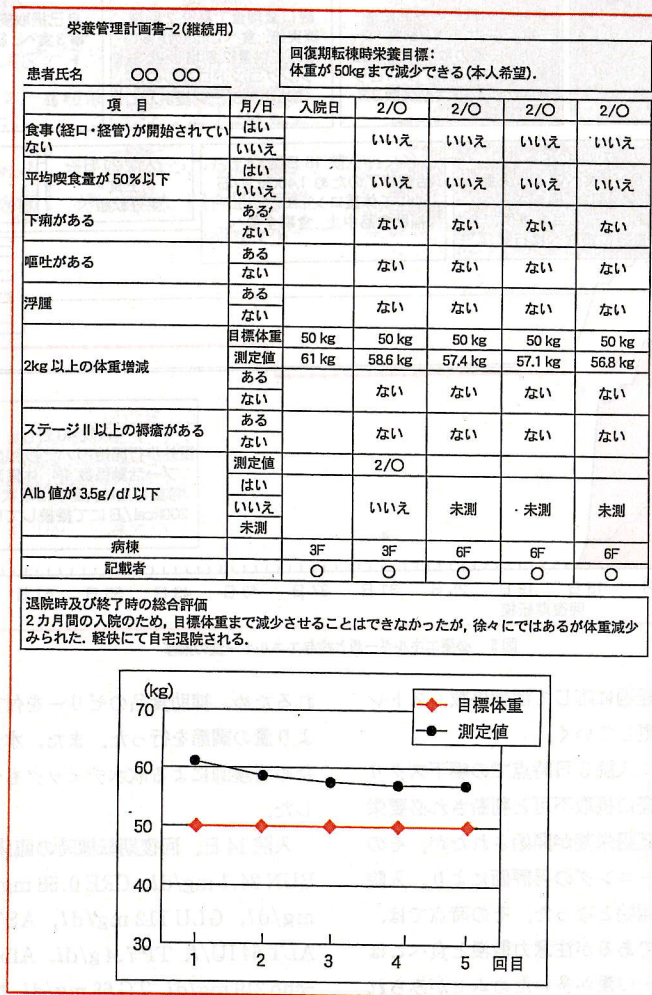 栄養管理計画書-2(継続用)
回復期転棟時栄養目標:
体重が50kgまで減少できる(本人希望).
患者氏名 ○○ ○○
項 目 月/日 入院日 2/○ 2/○ 2/○ 2/○
食事(経口・経管)が開始されてい
ない はい いいえ いいえ いいえ いいえ いいえ
平均喫食量が50%以下 はい いいえ いいえ いいえ いいえ いいえ
下痢がある ある ない ない ない ない ない
嘔吐がある ある ない ない ない ない ない
浮腫 ある ない ない ない ない ない
2kg以上の体重増減 目標体重 50 kg 50 kg 50 kg 50 kg 50 kg
測定値 61 kg 58.6 kg 57.4 kg 57.1 kg 56.8 kg
ある ない ない ない ない ない
ステージⅡ以上の褥瘡がある ある ない ない ない ない ない
Alb値が3.5g/dl以下 測定値 2/○
はい いいえ 未測 いいえ 未測 未測 未測
病棟 3F 3F 6F 6F 6F
記載者 ○ ○ ○ ○ ○
退院時及び終了時の総合評価
2カ月間の入院のため,目標体重まで減少させることはできなかったが,徐々にではあるが体重減少
みられた.軽快にて自宅退院される.
(kg)
目標体重
測定値
70
60
50
40
30
1 2 3 4 5 回目